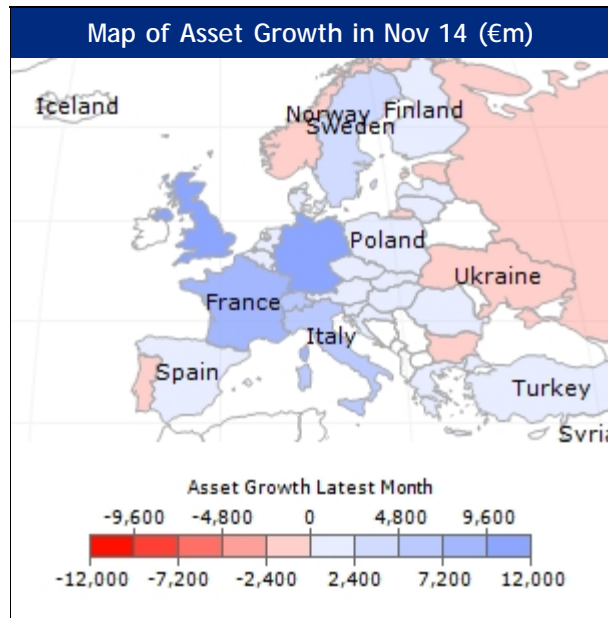 Map of Asset Growth in Nov 14 (€m)
Iceland
Norway
Finland
Sweden
Poland
Ukraine
France
Italy
Spain
Turkey
Syria
Asset Growth Latest Month
-9,600 -4,800 0 4,800 9,600
-12,000 -7,200 -2,400 2,400 7,200 12,000